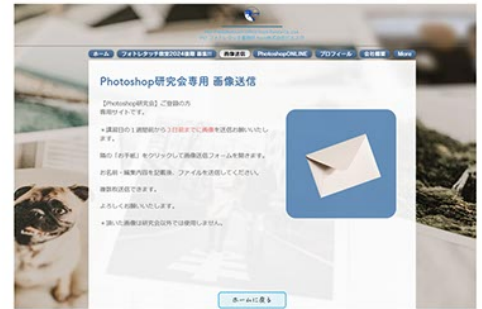 ホーム
フォトレタッチ教室2024後期 募集!!
画像送信
PhotoshopONLINE
プロフィール
会社概要
More
Photoshop研究会専用 画像送信
【Photoshop研究会】ご登録の方
専用サイトです。
＊講習日の１週間前から３日前までに画像を送信お願いいたし
ます。
隣の「お手紙」をクリックして画像送信フォームを開きます。
お名前・編集内容を記載後、ファイルを送信してください。
複数枚送信できます。
よろしくお願いいたします。
＊頂いた画像は研究会以外では使用しません。
ホームに戻る